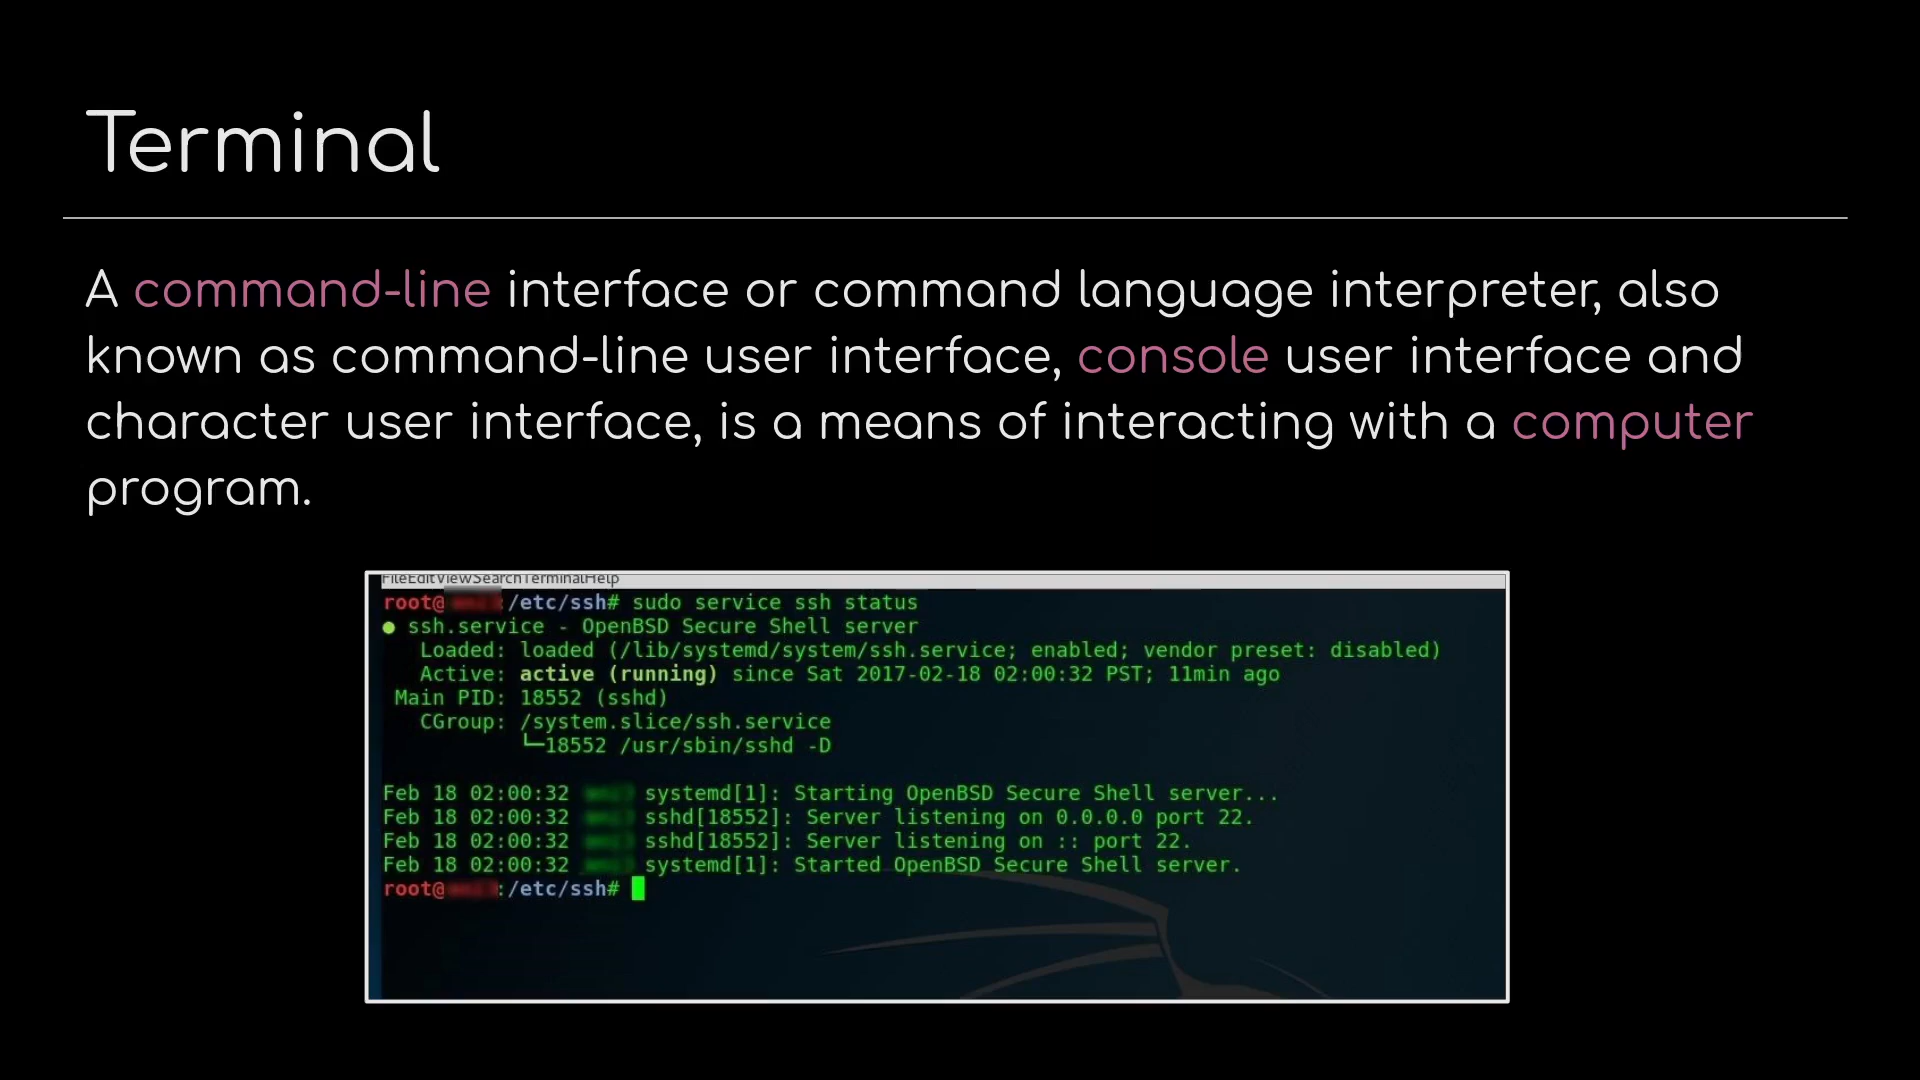 Terminal
A command-line interface or command language interpreter, also
known as command-line user interface, console user interface and
character user interface, is a means of interacting with a computer
program.
FileEditViewSearchTerminalHelp
root@ :/etc/ssh# sudo service ssh status
● ssh.service - OpenBSD Secure Shell server
Loaded: loaded (/lib/systemd/system/ssh.service; enabled; vendor preset: disabled)
Active: active (running) since Sat 2017-02-18 02:00:32 PST; 11min ago
Main PID: 18552 (sshd)
CGroup: /system.slice/ssh.service
└─18552 /usr/sbin/sshd -D
Feb 18 02:00:32 systemd[1]: Starting OpenBSD Secure Shell server...
Feb 18 02:00:32 sshd[18552]: Server listening on 0.0.0.0 port 22.
Feb 18 02:00:32 sshd[18552]: Server listening on :: port 22.
Feb 18 02:00:32 systemd[1]: Started OpenBSD Secure Shell server.
root@ :/etc/ssh#